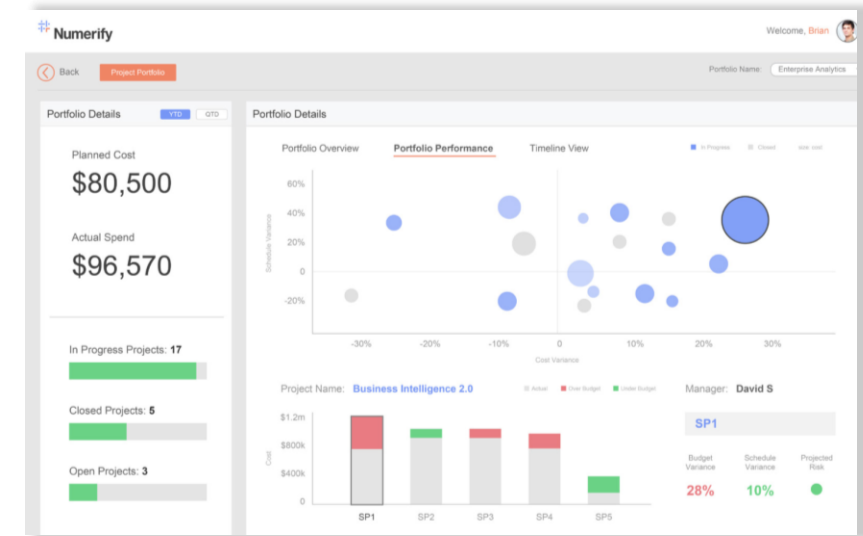 Numerify
Welcome, Brian
Back
Project Portfolio
Portfolio Name: Enterprise Analytics
Portfolio Details
YTD
QTD
Planned Cost
$80,500
Actual Spend
$96,570
In Progress Projects: 17
Closed Projects: 5
Open Projects: 3
Portfolio Details
Portfolio Overview
Portfolio Performance
Timeline View
In Progress
Closed
size: cost
Schedule Variance
60%
40%
20%
0
-20%
-30%
-20%
-10%
0
10%
20%
30%
Cost Variance
Project Name: Business Intelligence 2.0
Actual
Over Budget
Under Budget
Cost
$1.2m
$800k
$400k
0
SP1
SP2
SP3
SP4
SP5
Manager: David S
SP1
Budget Variance
Schedule Variance
Projected Risk
28%
10%